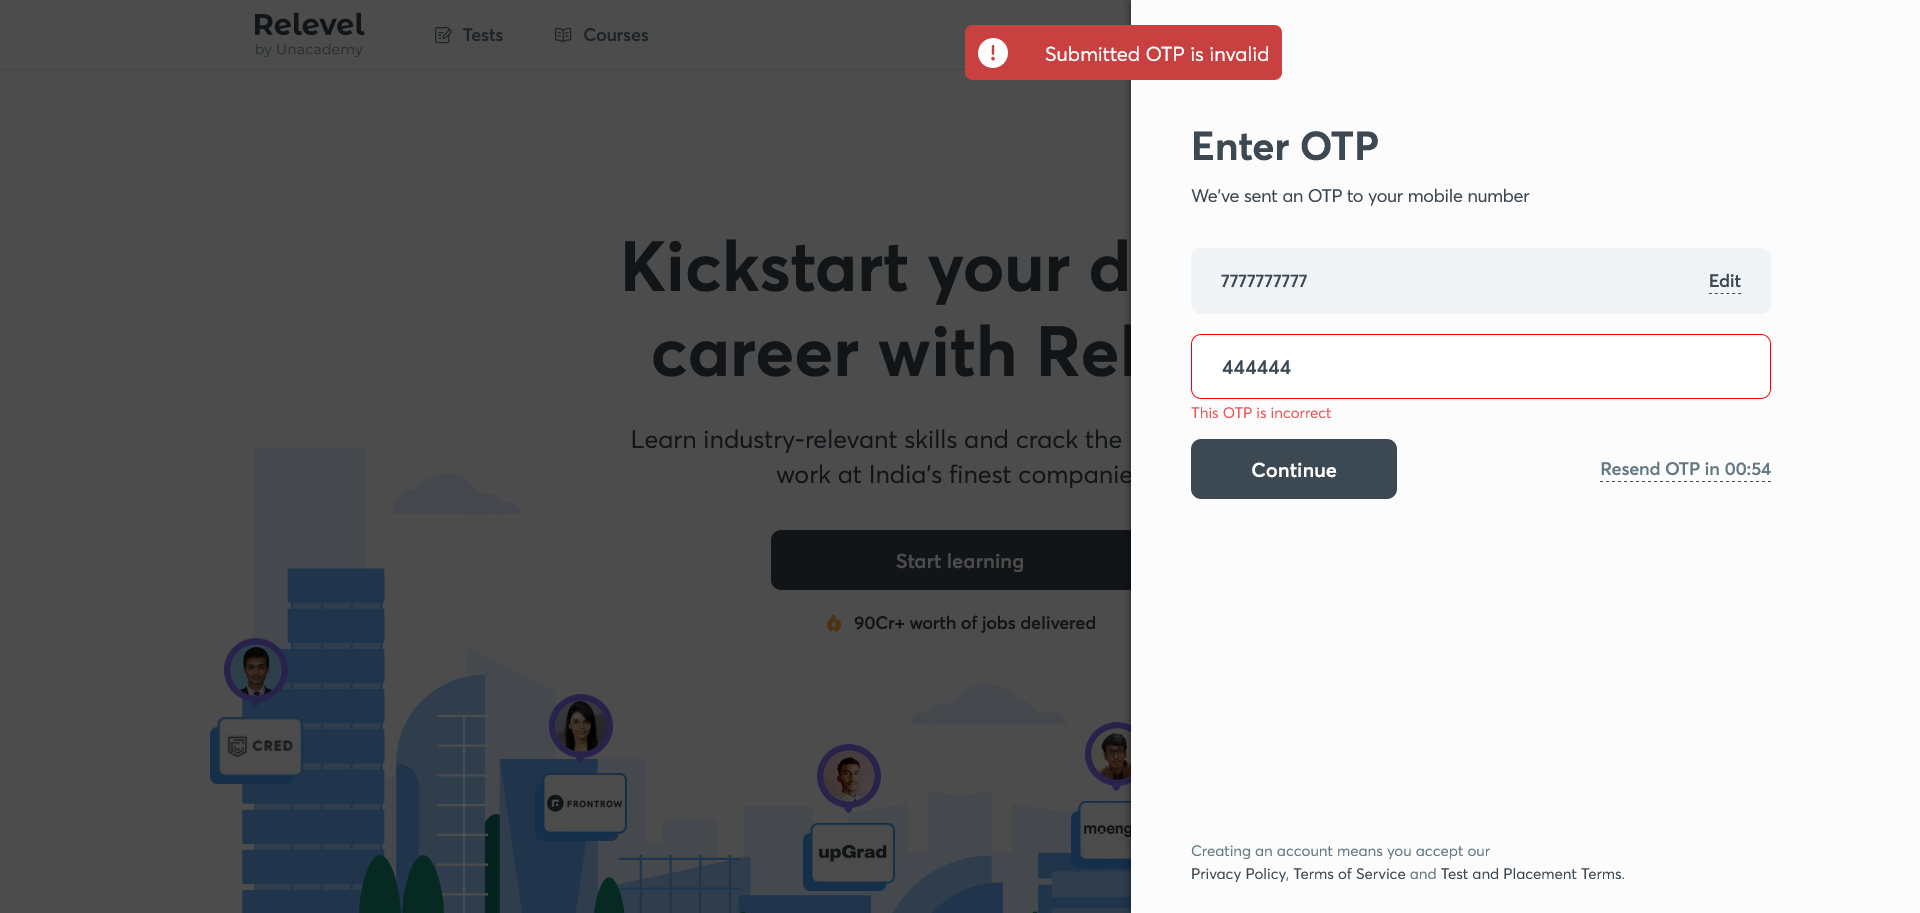 Relevel
by Unacademy
Tests
Courses
Submitted OTP is invalid
Enter OTP
We've sent an OTP to your mobile number
7777777777
Edit
444444
This OTP is incorrect
Continue
Resend OTP in 00:54
Kickstart your d
career with Rel
Learn industry-relevant skills and crack the
work at India's finest companie
Start learning
90Cr+ worth of jobs delivered
CRED
FRONTROW
upGrad
moeng
Creating an account means you accept our
Privacy Policy, Terms of Service and Test and Placement Terms.